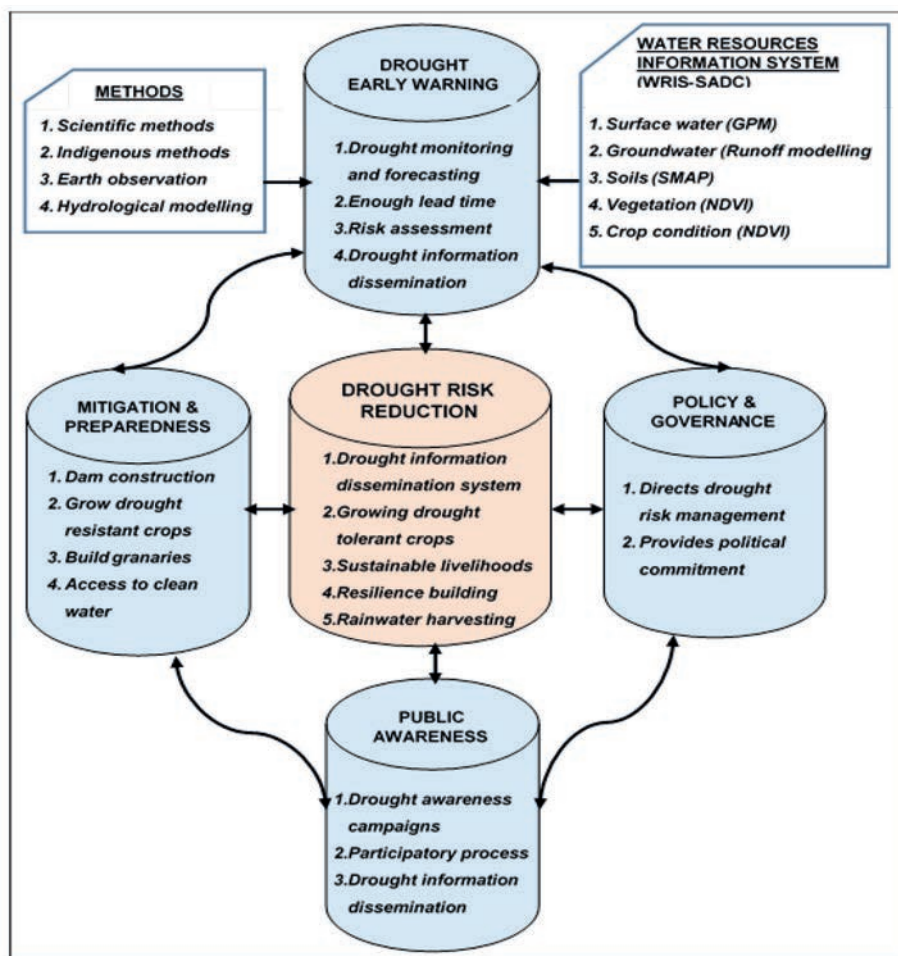 DROUGHT
EARLY WARNING
1.Drought monitoring
and forecasting
2.Enough lead time
3.Risk assessment
4.Drought information
dissemination
METHODS
1. Scientific methods
2. Indigenous methods
3. Earth observation
4. Hydrological modelling
WATER RESOURCES
INFORMATION SYSTEM
(WRIS-SADC)
1. Surface water (GPM)
2. Groundwater (Runoff modelling
3. Soils (SMAP)
4. Vegetation (NDVI)
5. Crop condition (NDVI)
MITIGATION &
PREPAREDNESS
1. Dam construction
2. Grow drought
resistant crops
3. Build granaries
4. Access to clean
water
DROUGHT RISK
REDUCTION
1.Drought information
dissemination system
2.Growing drought
tolerant crops
3.Sustainable livelihoods
4.Resilience building
5.Rainwater harvesting
POLICY &
GOVERNANCE
1. Directs drought
risk management
2. Provides political
commitment
PUBLIC
AWARENESS
1.Drought awareness
campaigns
2.Participatory process
3.Drought information
dissemination